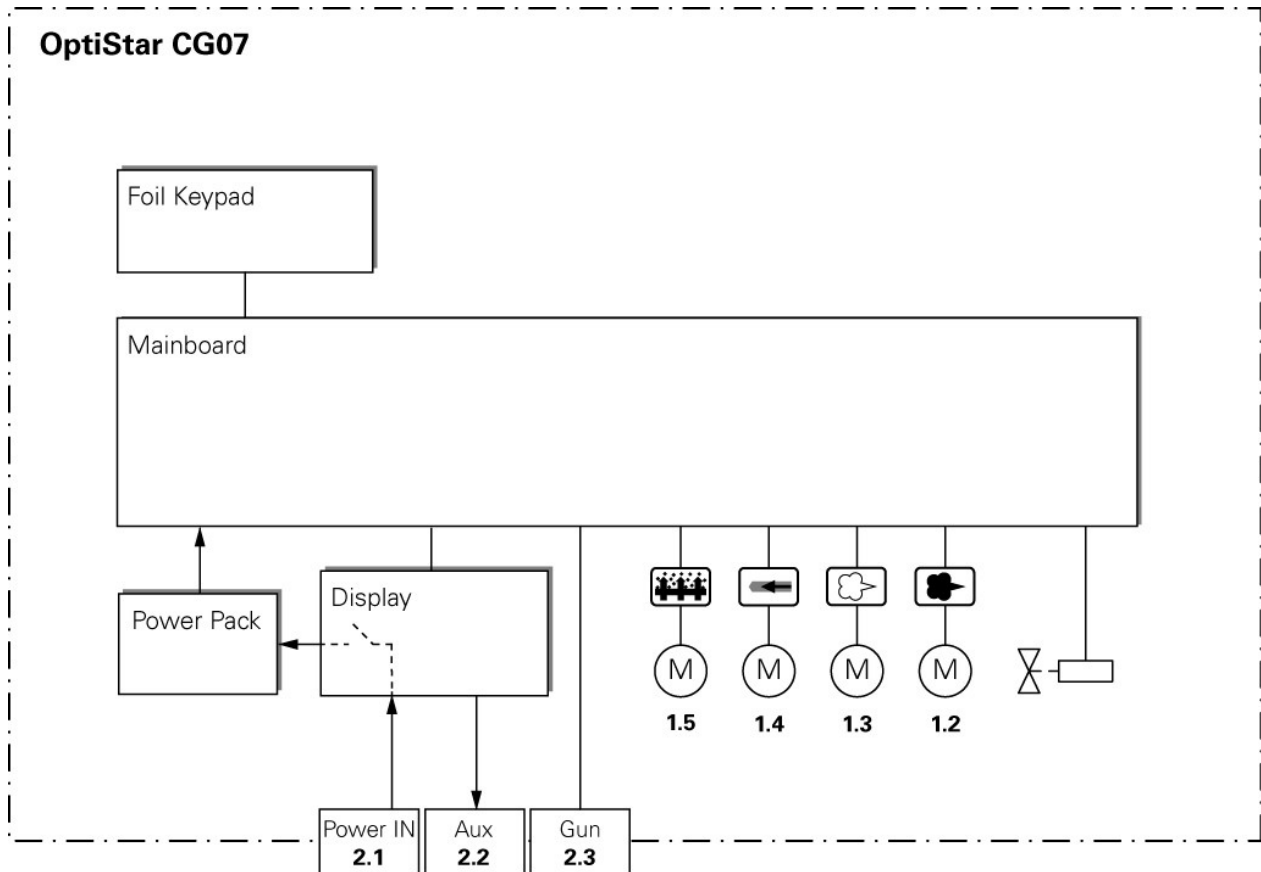 OptiStar CG07
Foil Keypad
Mainboard
Power Pack
Display
M
M
M
M
1.5
1.4
1.3
1.2
Power IN
2.1
Aux
2.2
Gun
2.3